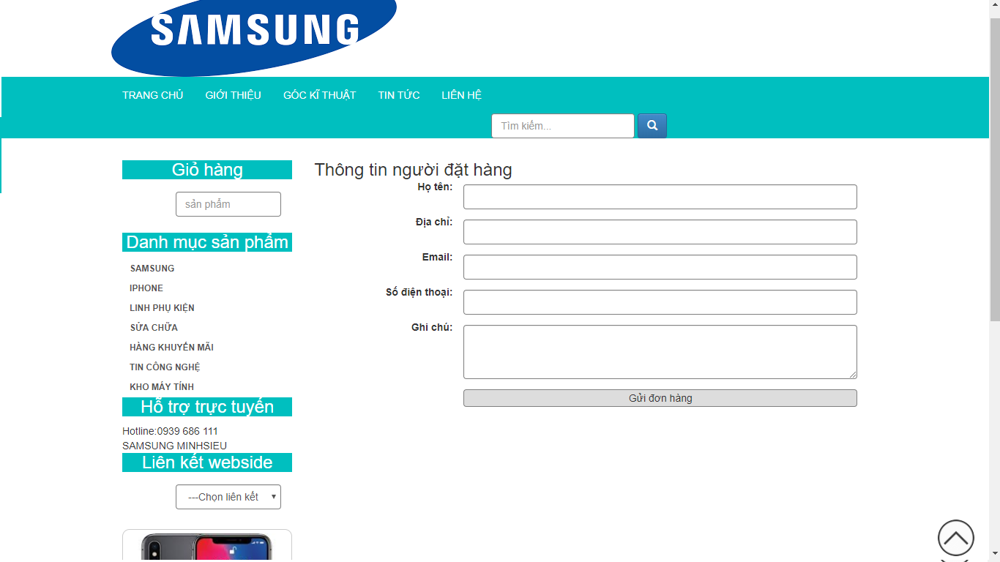 SAMSUNG
TRANG CHỦ GIỚI THIỆU GÓC KĨ THUẬT TIN TỨC LIÊN HỆ
Tìm kiếm...
Giỏ hàng
sản phẩm
Danh mục sản phẩm
SAMSUNG
IPHONE
LINH PHỤ KIỆN
SỬA CHỮA
HÀNG KHUYẾN MÃI
TIN CÔNG NGHỆ
KHO MÁY TÍNH
Hỗ trợ trực tuyến
Hotline:0939 686 111
SAMSUNG MINHSIEU
Liên kết webside
---Chọn liên kết
Thông tin người đặt hàng
Họ tên:
Địa chỉ:
Email:
Số điện thoại:
Ghi chú:
Gửi đơn hàng